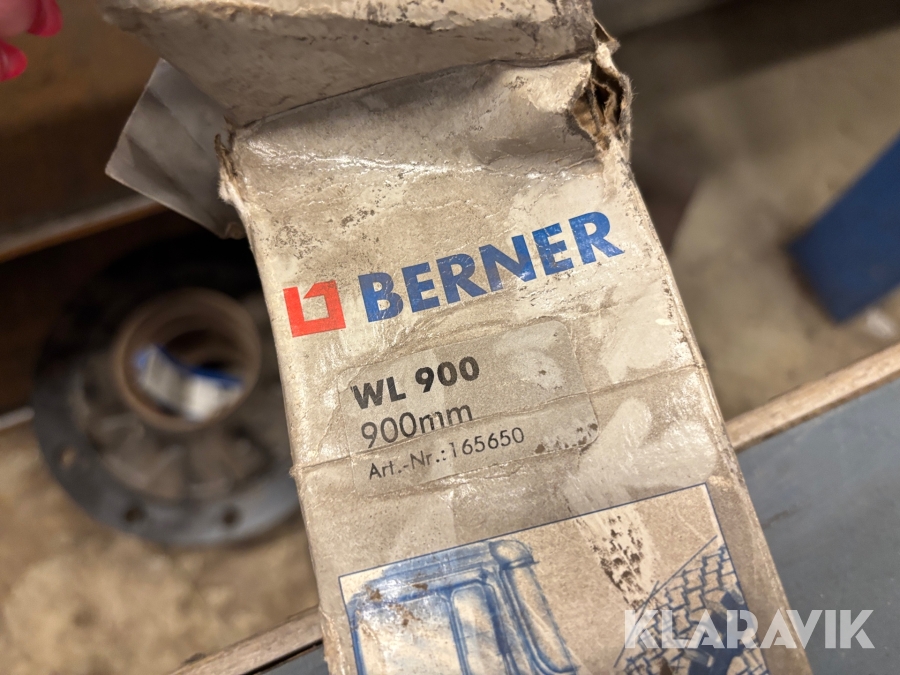 BERNER
WL 900
900mm
Art.-Nr.:165650
KLARAVIK